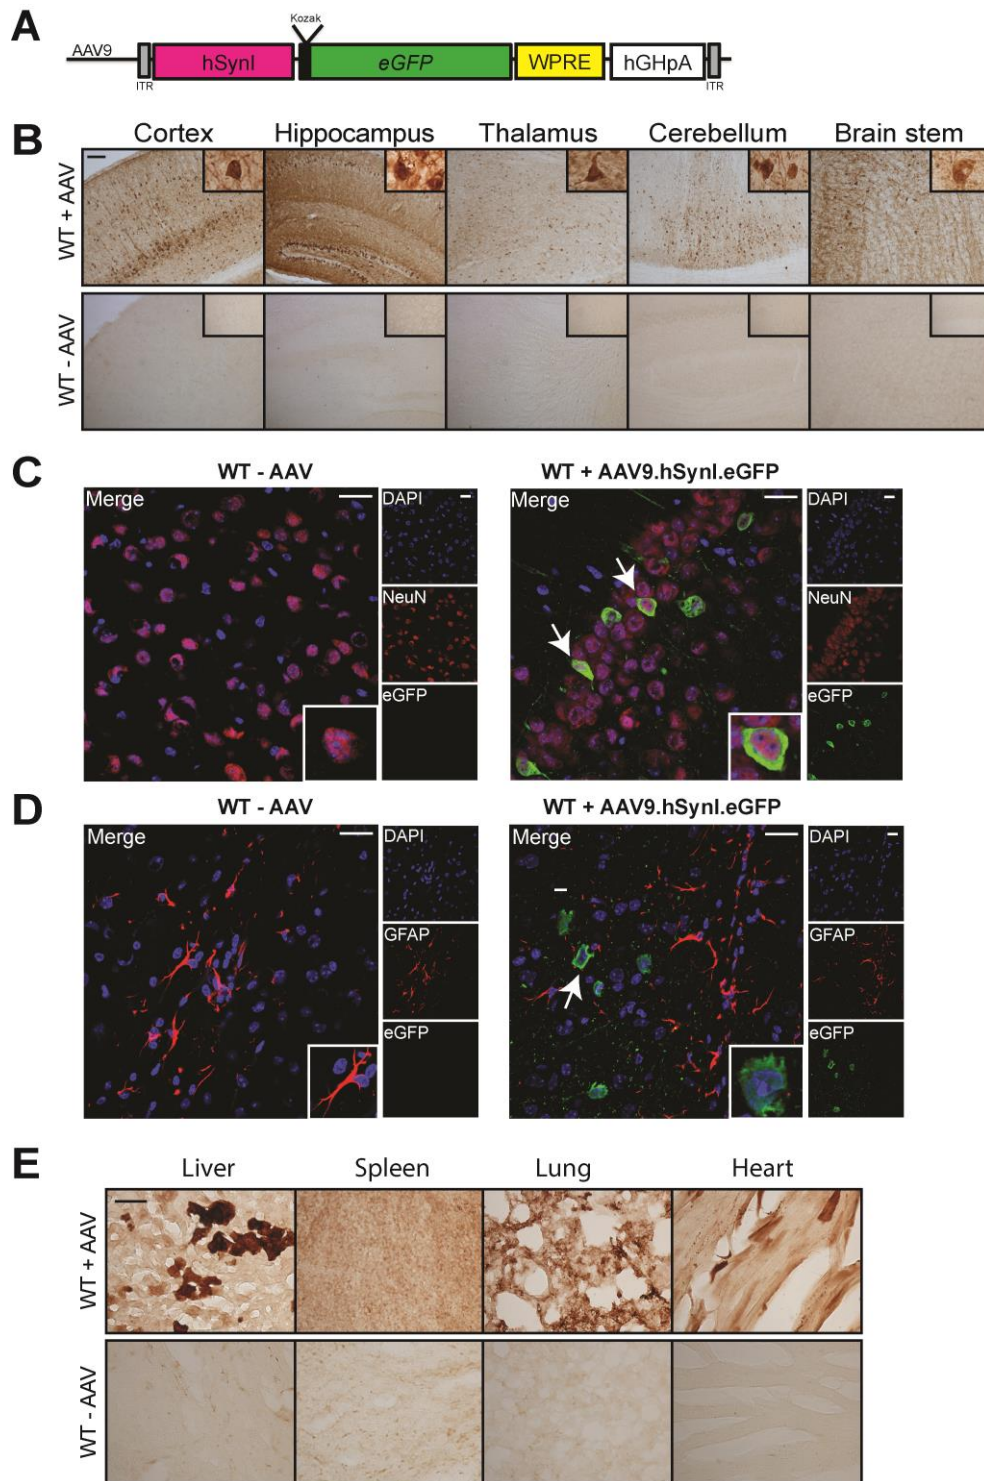 A
Kozak
AAV9
hSynI
eGFP
WPRE
hGHpA
ITR
ITR
B
Cortex
Hippocampus
Thalamus
Cerebellum
Brain stem
WT + AAV
WT - AAV
C
WT - AAV
WT + AAV9.hSynI.eGFP
Merge
DAPI
NeuN
eGFP
Merge
DAPI
NeuN
eGFP
D
WT - AAV
WT + AAV9.hSynI.eGFP
Merge
DAPI
GFAP
eGFP
Merge
DAPI
GFAP
eGFP
E
Liver
Spleen
Lung
Heart
WT + AAV
WT - AAV